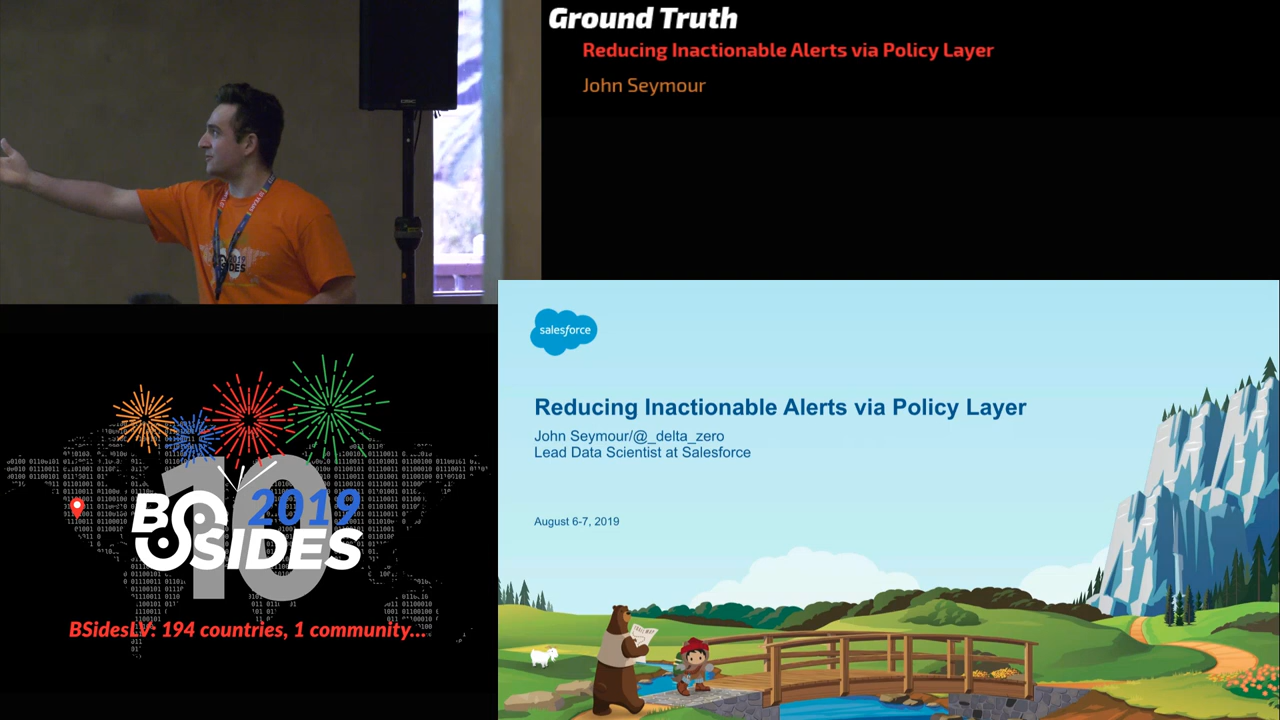 Ground Truth
Reducing Inactionable Alerts via Policy Layer
John Seymour
salesforce
Reducing Inactionable Alerts via Policy Layer
John Seymour/@_delta_zero
Lead Data Scientist at Salesforce
August 6-7, 2019
10
2019
BSIDES
BSidesLV: 194 countries, 1 community...